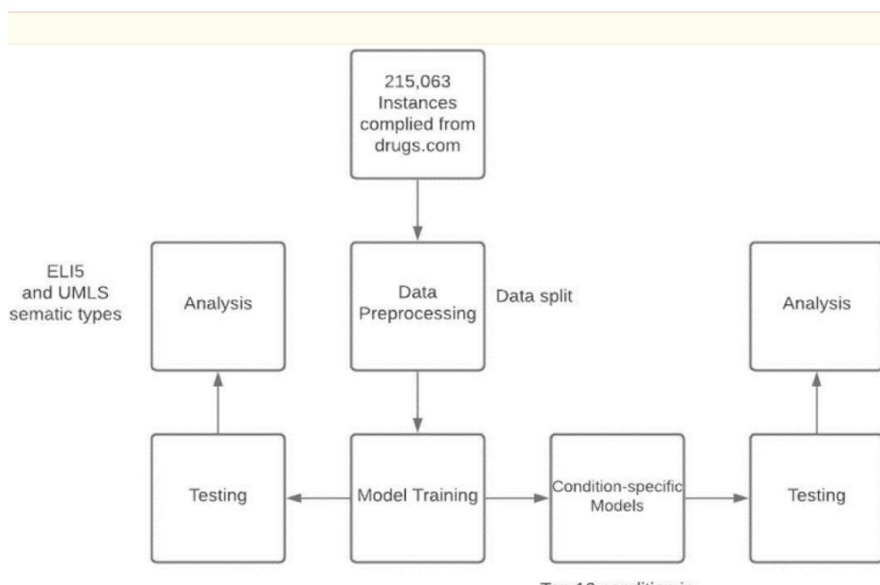 215,063
Instances
complied from
drugs.com
ELI5
and UMLS
sematic types
Analysis
Data
Preprocessing
Data split
Analysis
Testing
Model Training
Condition-specific
Models
Testing